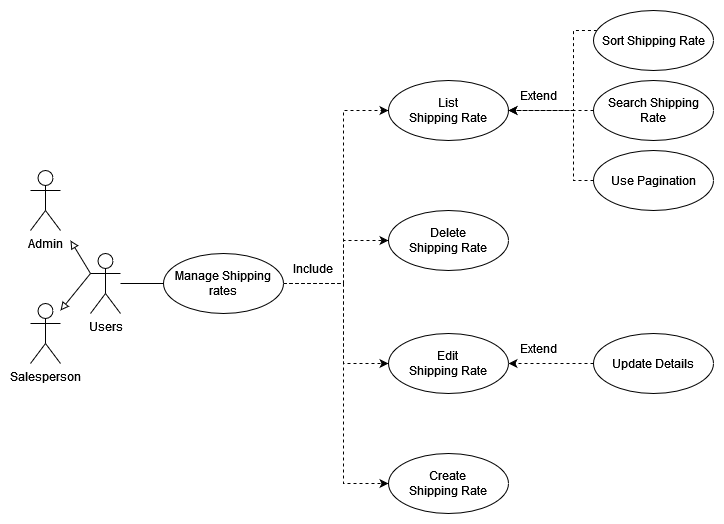 Sort Shipping Rate
List
Shipping Rate
Extend
Search Shipping
Rate
Use Pagination
Admin
Delete
Shipping Rate
Manage Shipping
rates
Include
Users
Salesperson
Edit
Shipping Rate
Extend
Update Details
Create
Shipping Rate